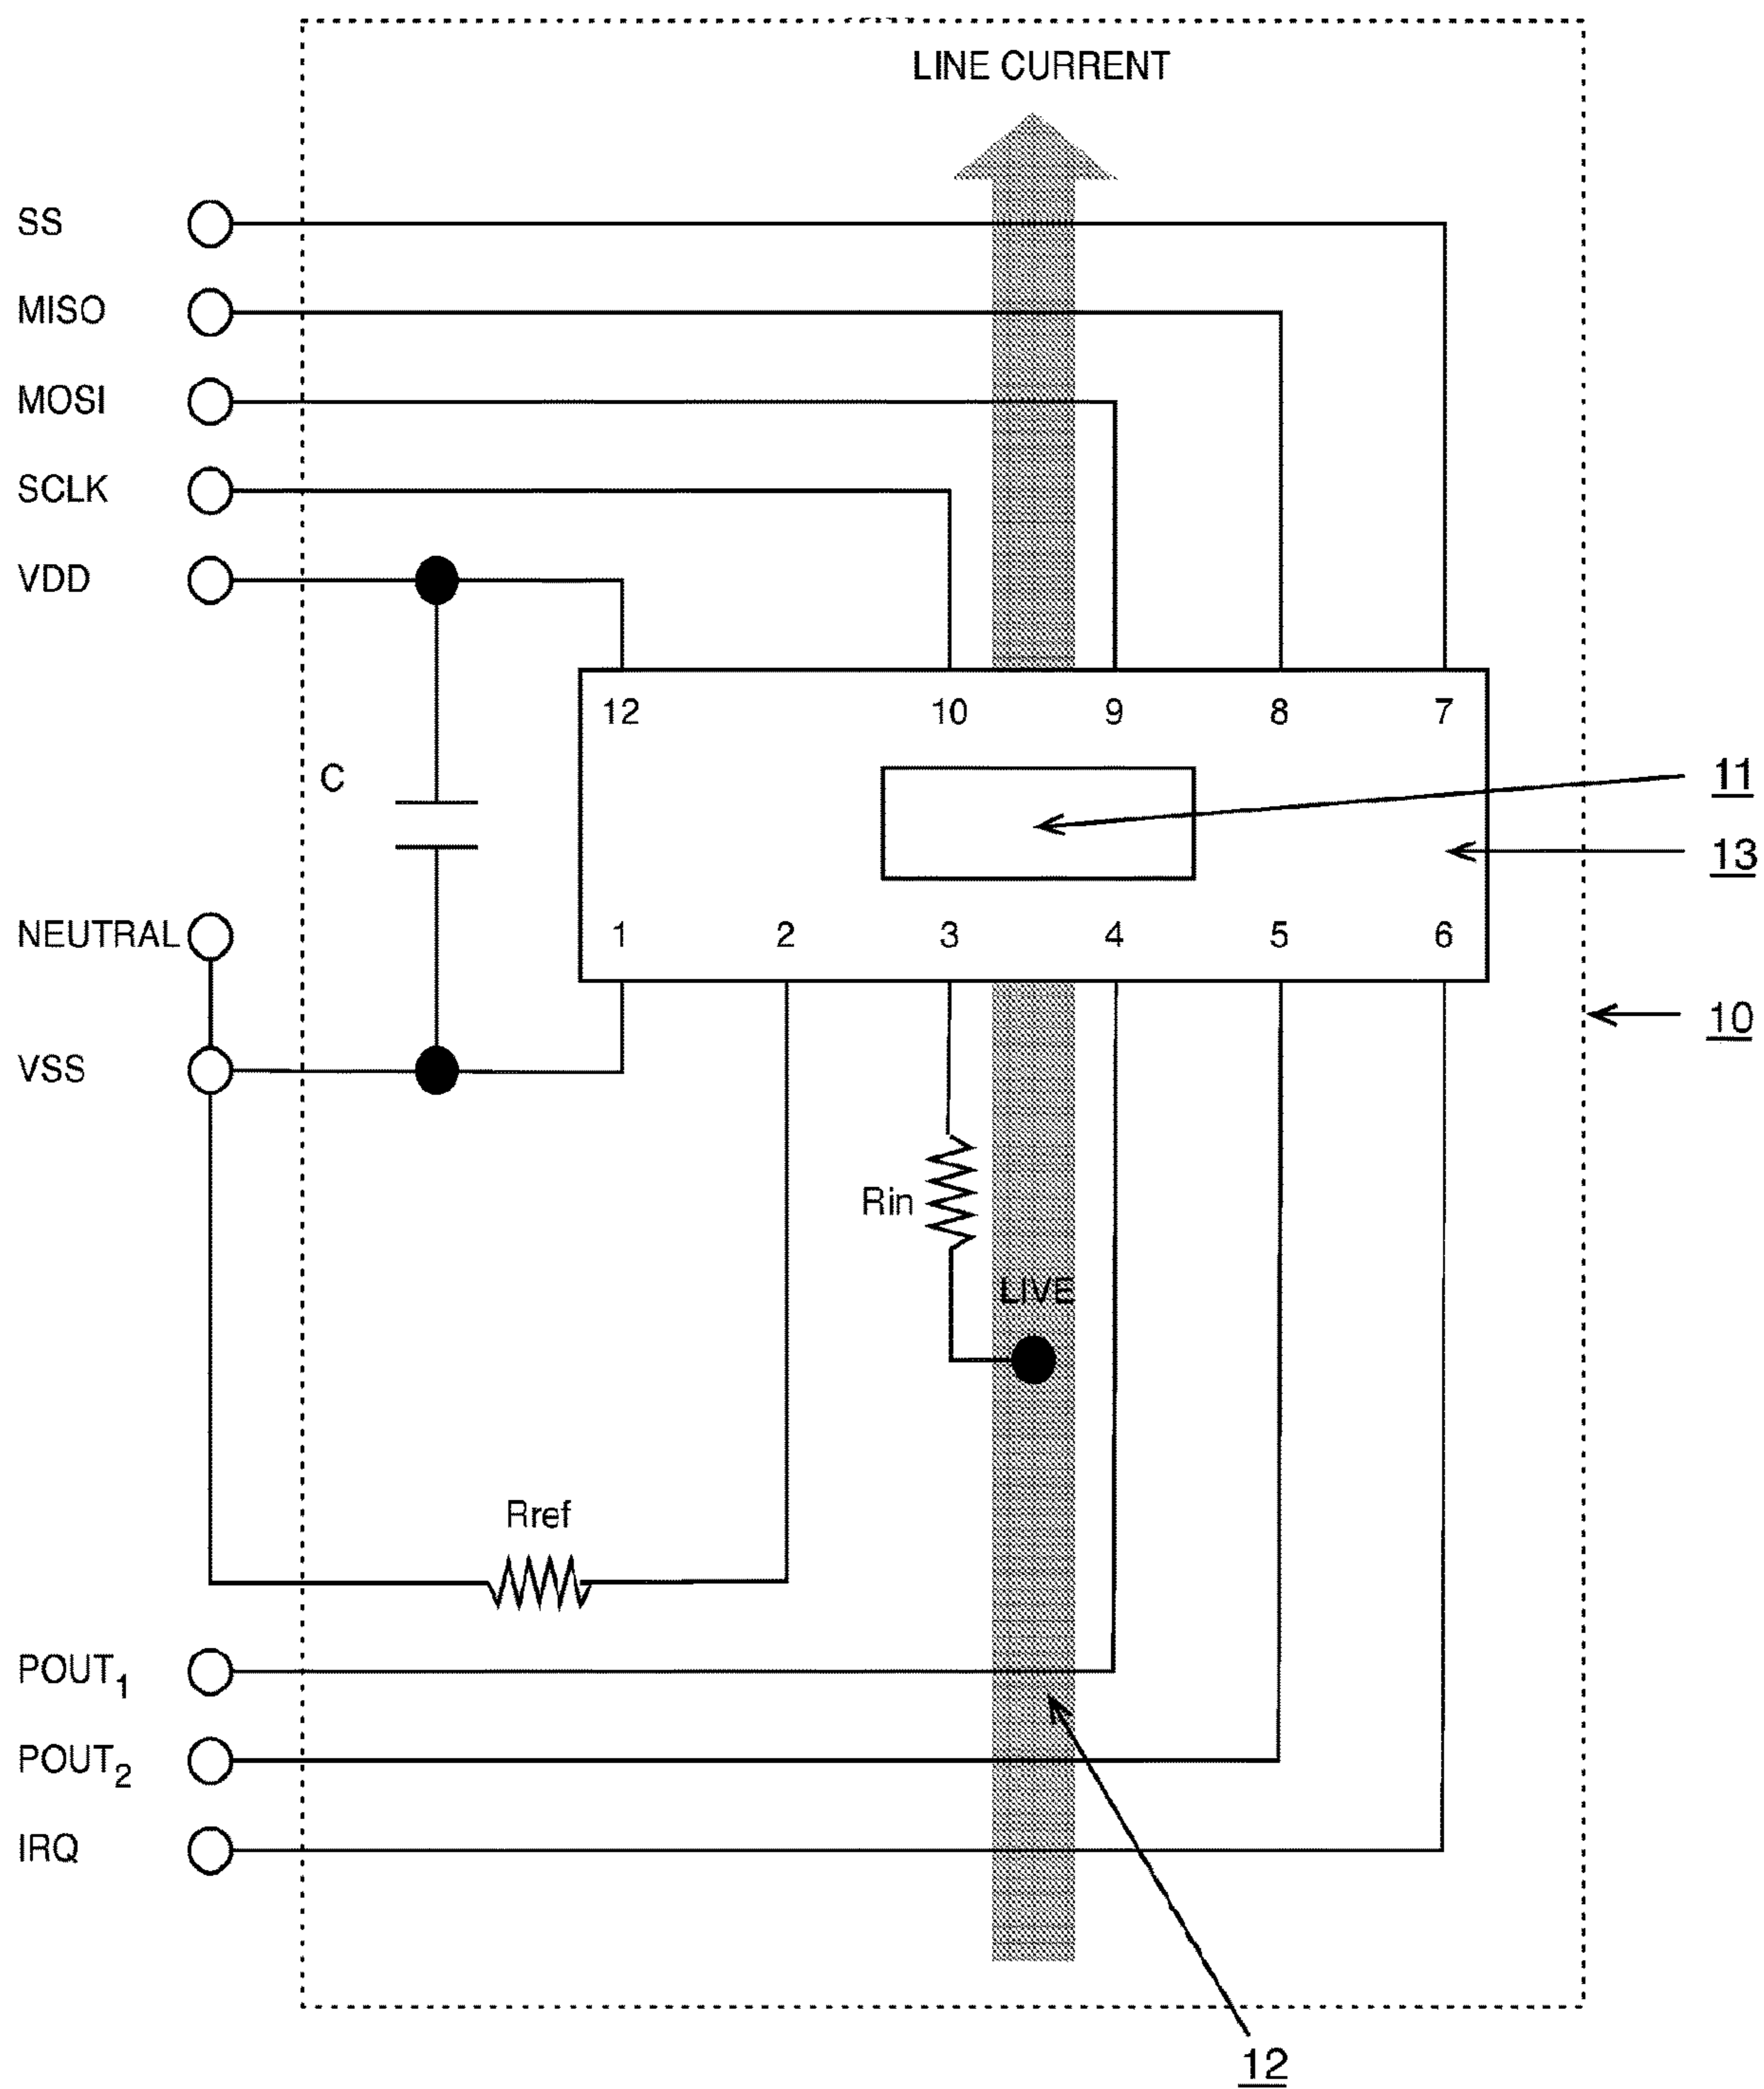 LINE CURRENT
SS
MISO
MOSI
SCLK
VDD
12 10 9 8 7
C
11
13
NEUTRAL
1 2 3 4 5 6
10
VSS
Rin
LIVE
Rref
POUT1
POUT2
IRQ
12